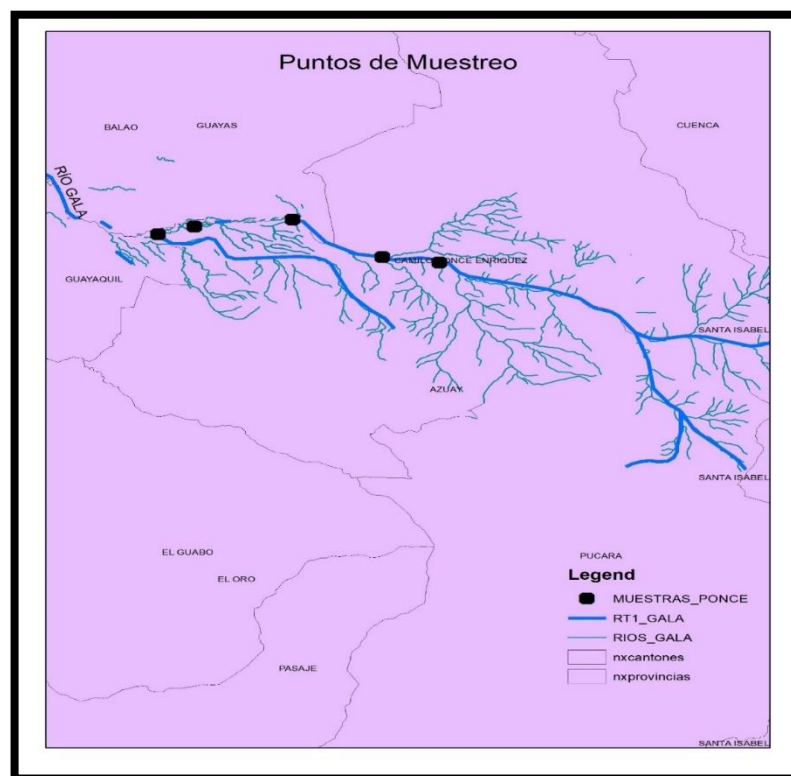 Puntos de Muestreo
BALAO
GUAYAS
CUENCA
RÍO GALA
GUAYAQUIL
CAMILO PONCE ENRIQUEZ
SANTA ISABEL
AZUAY
SANTA ISABEL
EL GUABO
EL ORO
PUCARA
Legend
MUESTRAS_PONCE
RT1_GALA
RIOS_GALA
nxcantones
nxprovincias
PASAJE
SANTA ISABEL